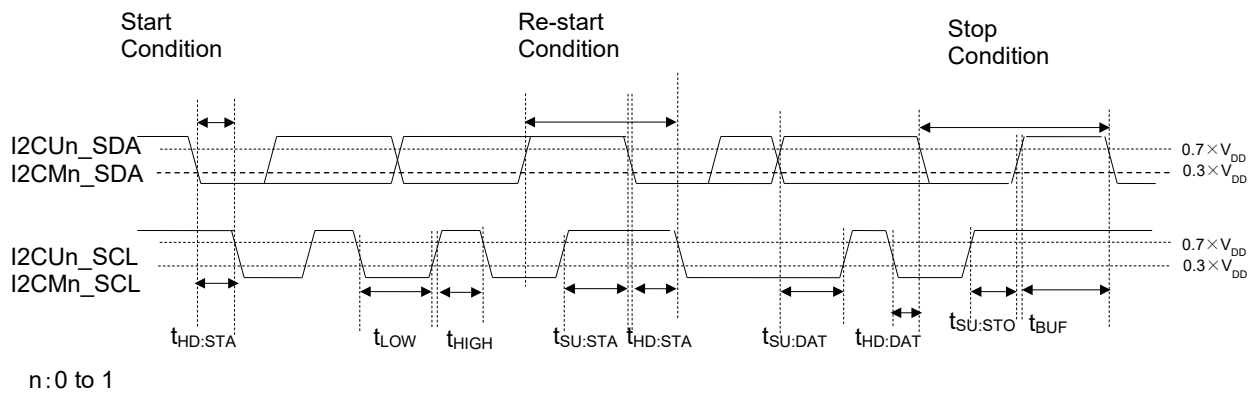 Start
Condition
Re-start
Condition
Stop
Condition
I2CUn_SDA
I2CMn_SDA
0.7×VDD
0.3×VDD
I2CUn_SCL
I2CMn_SCL
0.7×VDD
0.3×VDD
tHD:STA tLOW tHIGH tSU:STA tHD:STA tSU:DAT tHD:DAT tSU:STO tBUF
n:0 to 1